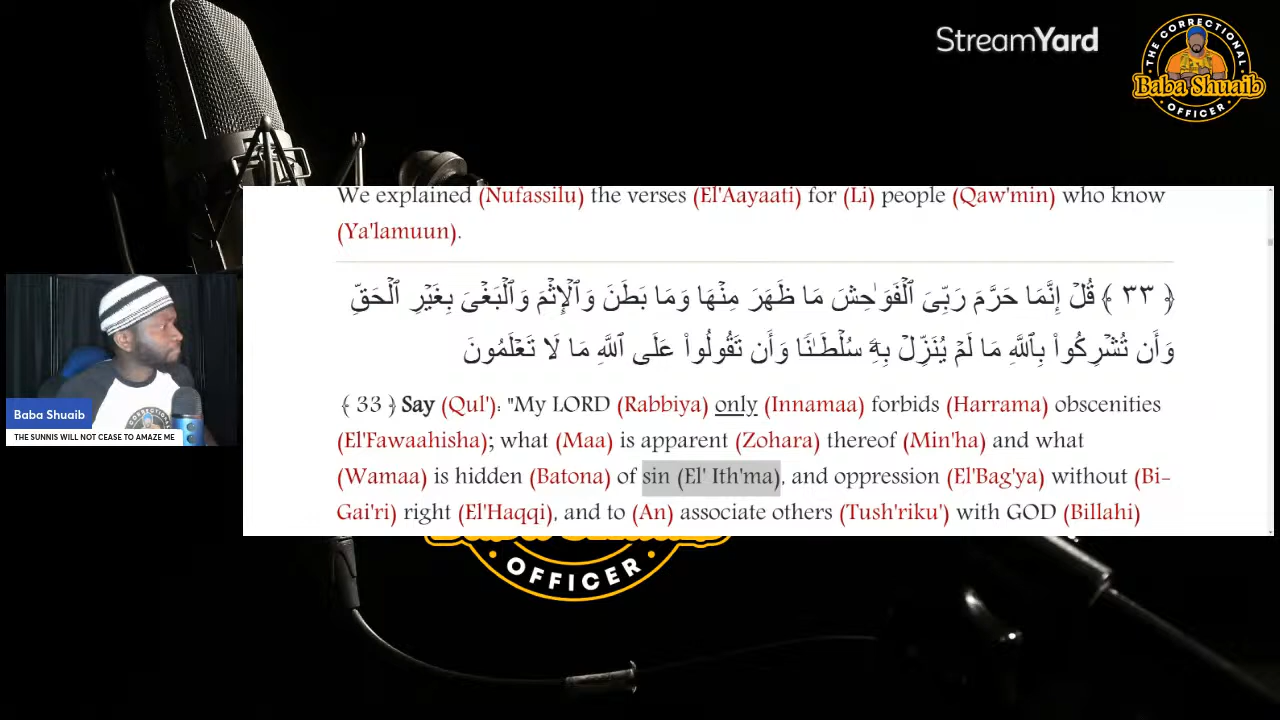 StreamYard
THE CORRECTIONAL
Baba Shuaib
OFFICER
We explained (Nufassilu) the verses (El'Aayaati) for (Li) people (Qaw'min) who know
(Ya'lamuun).
﴿ ٣٣ ﴾ قُلۡ إِنَّمَا حَرَّمَ رَبِّىَ ٱلۡفَوَٰحِشَ مَا ظَهَرَ مِنۡهَا وَمَا بَطَنَ وَٱلۡإِثۡمَ وَٱلۡبَغۡىَ بِغَيۡرِ ٱلۡحَقِّ
وَأَن تُشۡرِكُواْ بِٱللَّهِ مَا لَمۡ يُنَزِّلۡ بِهِۦ سُلۡطَـٰنًا وَأَن تَقُولُواْ عَلَى ٱللَّهِ مَا لَا تَعۡلَمُونَ
﴾ 33 ﴿ Say (Qul'): "My LORD (Rabbiya) only (Innamaa) forbids (Harrama) obscenities
(El'Fawaahisha); what (Maa) is apparent (Zohara) thereof (Min'ha) and what
(Wamaa) is hidden (Batona) of sin (El' Ith'ma), and oppression (El'Bag'ya) without (Bi-
Gai'ri) right (El'Haqqi), and to (An) associate others (Tush'riku') with GOD (Billahi)
Baba Shuaib
THE SUNNIS WILL NOT CEASE TO AMAZE ME
OFFICER